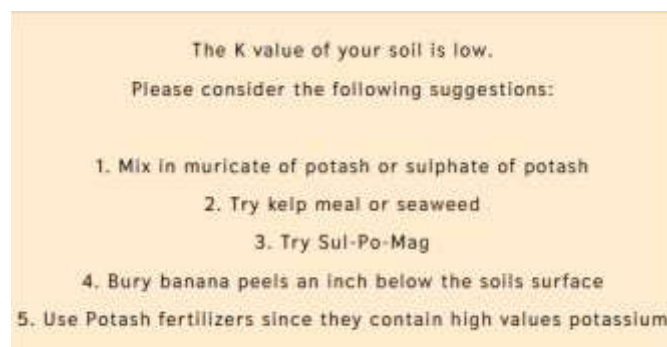 The K value of your soil is low.
Please consider the following suggestions:
1. Mix in muricate of potash or sulphate of potash
2. Try kelp meal or seaweed
3. Try Sul-Po-Mag
4. Bury banana peels an inch below the soils surface
5. Use Potash fertilizers since they contain high values potassium